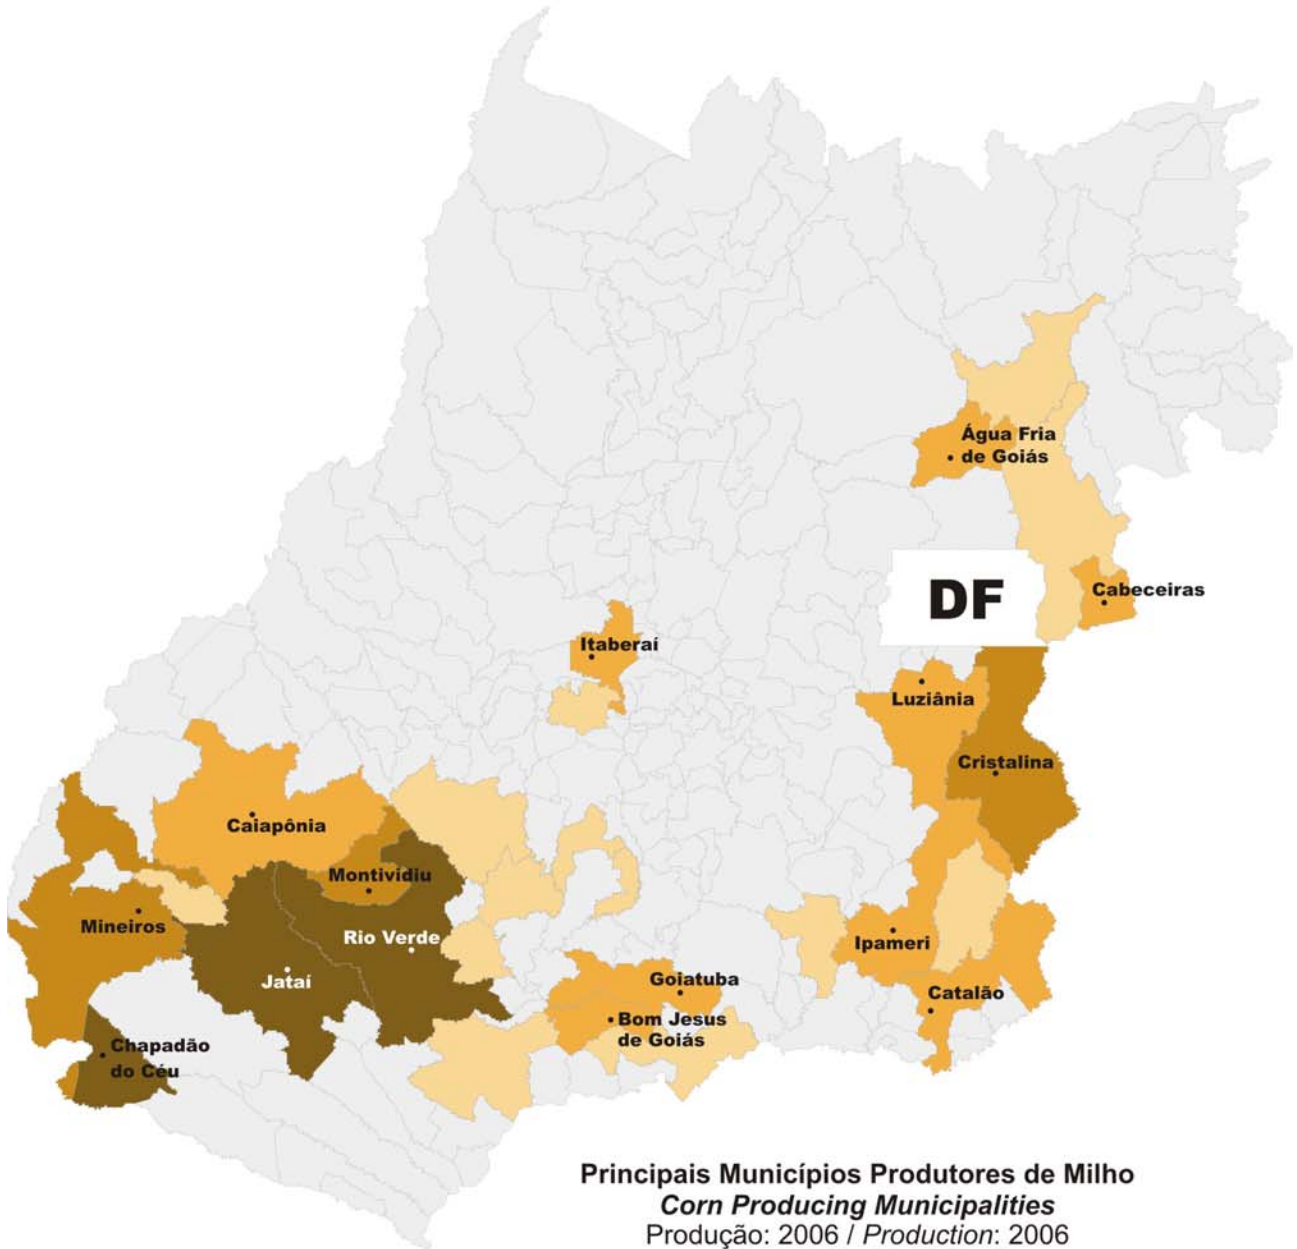 Água Fria
de Goiás
DF
Cabeceiras
Itaberaí
Luziânia
Cristalina
Caiapônia
Montividiu
Mineiros
Rio Verde
Ipameri
Jataí
Goiatuba
Catalão
Bom Jesus
de Goiás
Chapadão
do Céu
Principais Municípios Produtores de Milho
Corn Producing Municipalities
Produção: 2006 / Production: 2006